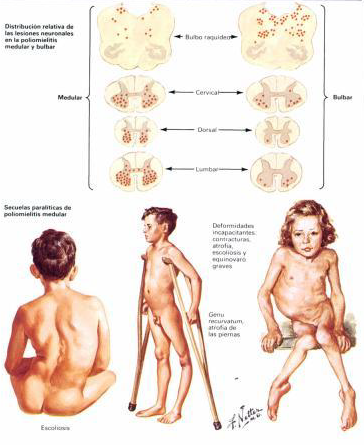 Distribución relativa de
las lesiones neuronales
en la poliomielitis
medular y bulbar
Bulbo raquídeo
Medular
Cervical
Bulbar
Dorsal
Lumbar
Secuelas paralíticas de
poliomielitis medular
Deformidades
incapacitantes:
contracturas,
atrofia,
escoliosis y
equinovaro
graves
Genu
recurvatum,
atrofia de
las piernas
Escoliosis
F. Netter
M.D.